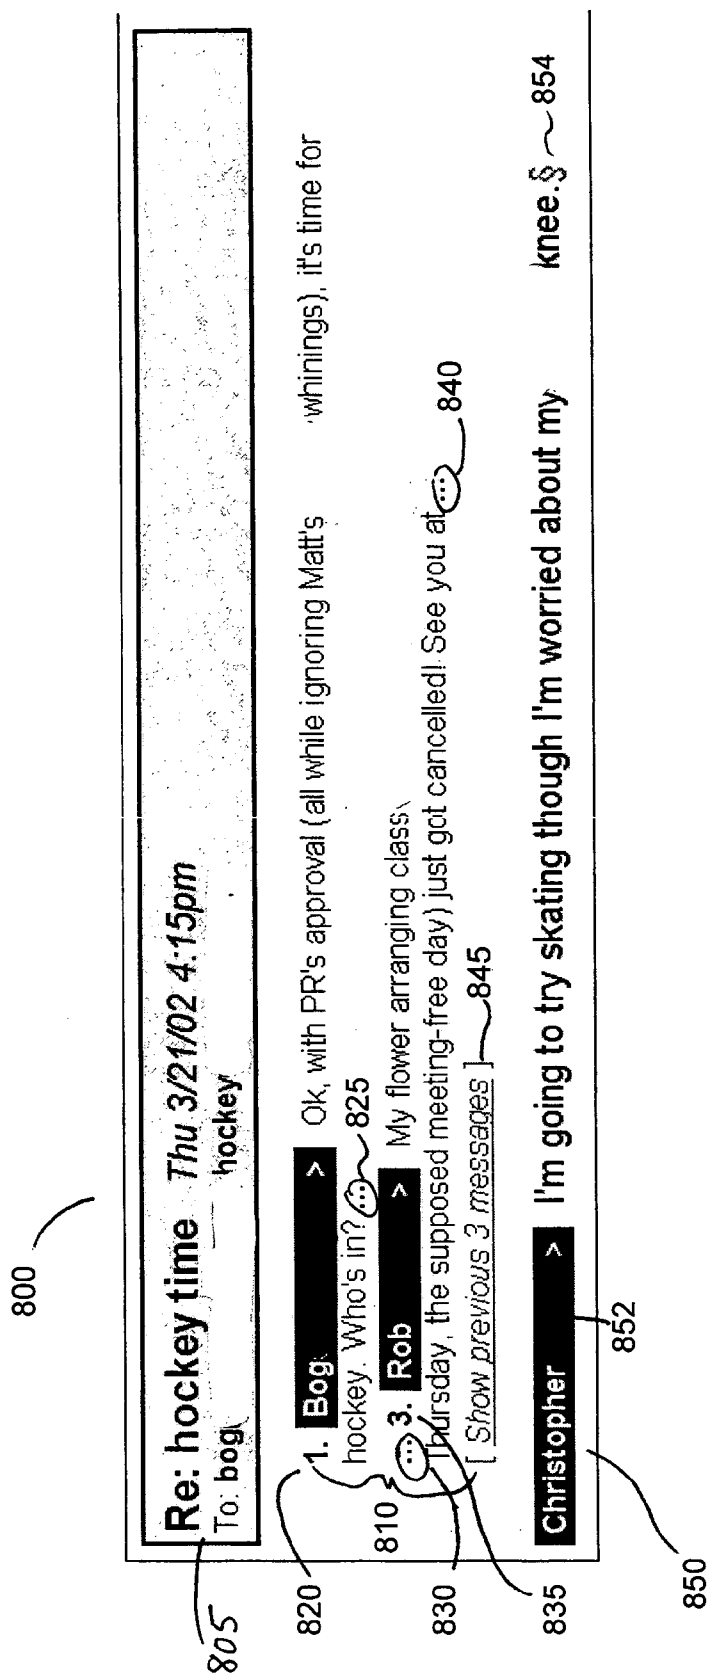 800
805
Re: hockey time Thu 3/21/02 4:15pm
To: bog hockey
820
1. Bog > Ok, with PR's approval (all while ignoring Matt's whinings), it's time for
hockey. Who's in? ... 825
810
830
... 3. Rob > My flower arranging class
835
Thursday, the supposed meeting-free day) just got cancelled! See you at ... 840
[ Show previous 3 messages ] 845
Christopher > I'm going to try skating though I'm worried about my knee.§ 854
850
852